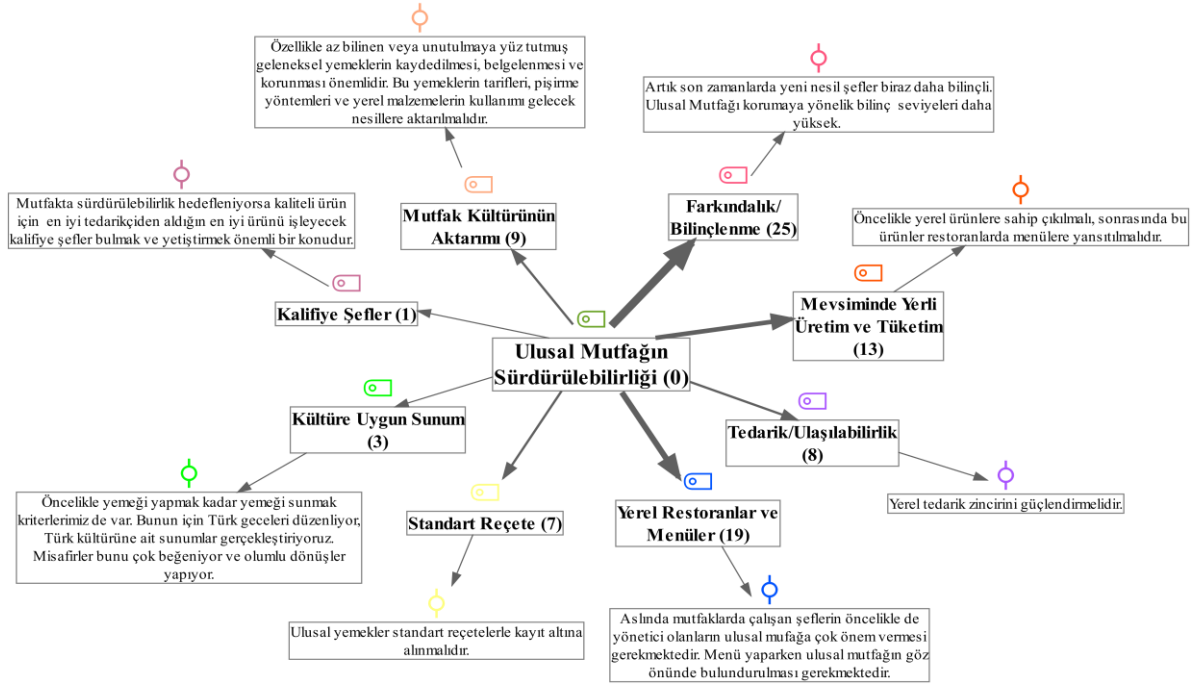 Özellikle az bilinen veya unutulmaya yüz tutmuş
geleneksel yemeklerin kaydedilmesi, belgelenmesi ve
korunması önemlidir. Bu yemeklerin tarifleri, pişirme
yöntemleri ve yerel malzemelerin kullanımı gelecek
nesillere aktarılmalıdır.
Artık son zamanlarda yeni nesil şefler biraz daha bilinçli.
Ulusal Mutfağı korumaya yönelik bilinç seviyeleri daha
yüksek.
Mutfakta sürdürülebilirlik hedefleniyorsa kaliteli ürün
için en iyi tedarikçiden aldığın en iyi ürünü işleyecek
kalifiye şefler bulmak ve yetiştirmek önemli bir konudur.
Mutfak Kültürünün
Aktarımı (9)
Farkındalık/
Bilinçlenme (25)
Öncelikle yerel ürünlere sahip çıkılmalı, sonrasında bu
ürünler restoranlarda menülere yansıtılmalıdır.
Kalifiye Şefler (1)
Mevsiminde Yerli
Üretim ve Tüketim
(13)
Ulusal Mutfağın
Sürdürülebilirliği (0)
Kültüre Uygun Sunum
(3)
Tedarik/Ulaşılabilirlik
(8)
Öncelikle yemeği yapmak kadar yemeği sunmak
kriterlerimiz de var. Bunun için Türk geceleri düzenliyor,
Türk kültürüne ait sunumlar gerçekleştiriyoruz.
Misafirler bunu çok beğeniyor ve olumlu dönüşler
yapıyor.
Standart Reçete (7)
Yerel Restoranlar ve
Menüler (19)
Yerel tedarik zincirini güçlendirmelidir.
Ulusal yemekler standart reçetelerle kayıt altına
alınmalıdır.
Aslında mutfaklarda çalışan şeflerin öncelikle de
yönetici olanların ulusal mufağa çok önem vermesi
gerekmektedir. Menü yaparken ulusal mutfağın göz
önünde bulundurulması gerekmektedir.